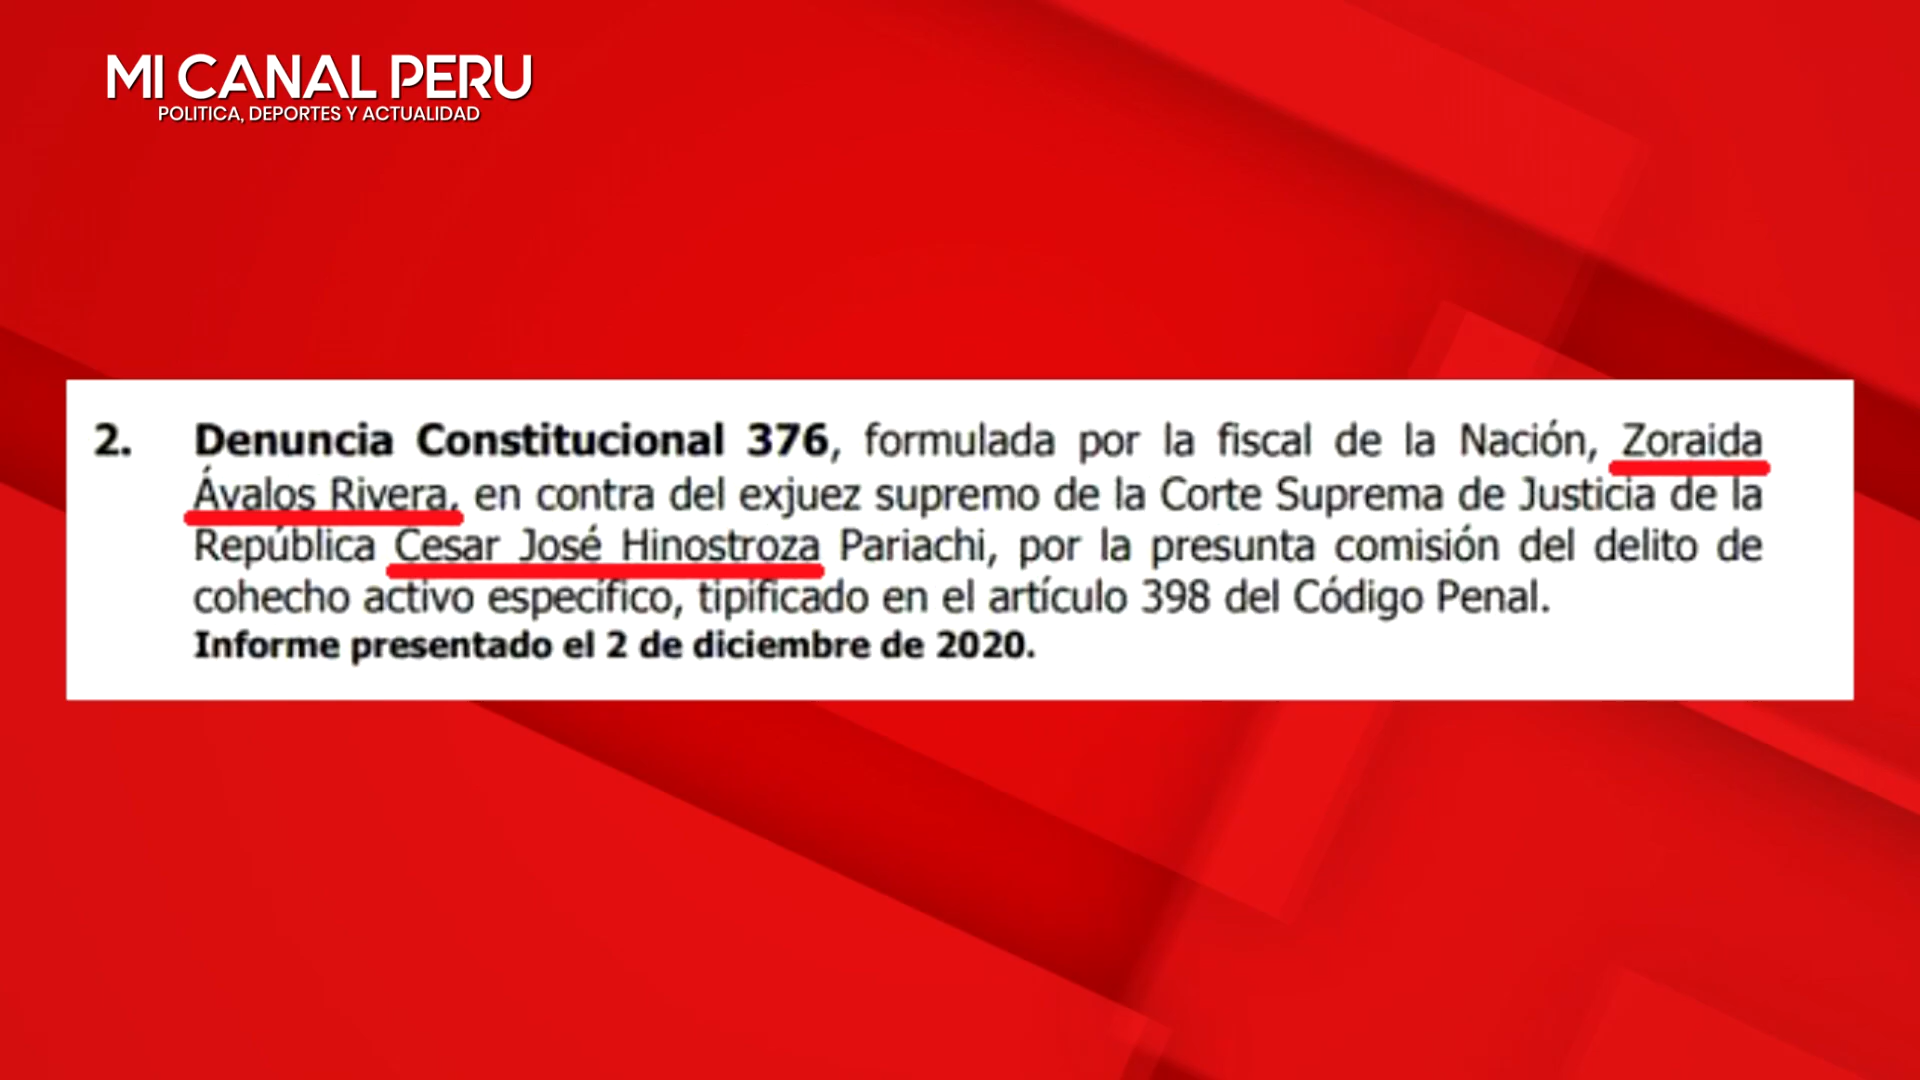 MI CANAL PERU
POLITICA, DEPORTES Y ACTUALIDAD
2. Denuncia Constitucional 376, formulada por la fiscal de la Nación, Zoraida
Ávalos Rivera, en contra del exjuez supremo de la Corte Suprema de Justicia de la
República Cesar José Hinostroza Pariachi, por la presunta comisión del delito de
cohecho activo específico, tipificado en el artículo 398 del Código Penal.
Informe presentado el 2 de diciembre de 2020.